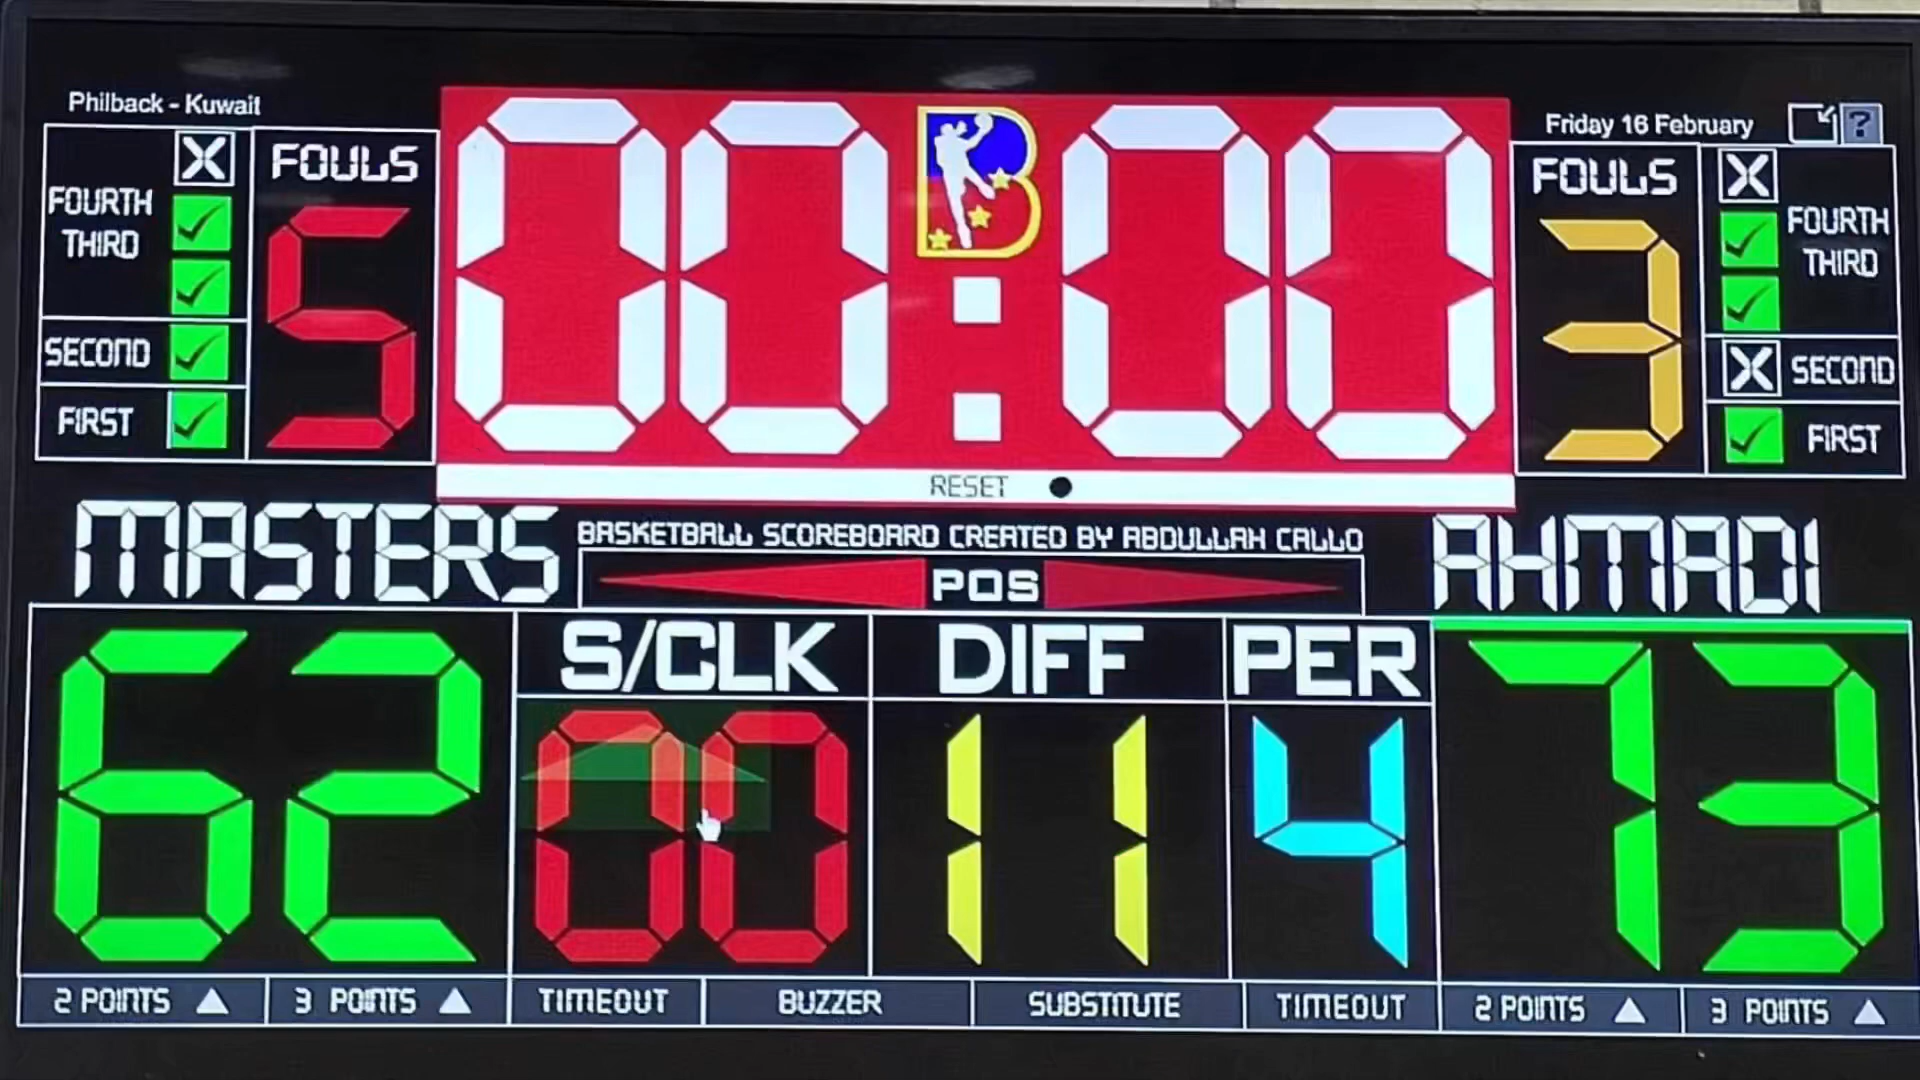 Philback - Kuwait
Friday 16 February
?
FOURTH
THIRD
SECOND
FIRST
FOULS
5
00:00
B
FOULS
3
FOURTH
THIRD
SECOND
FIRST
RESET
MASTERS
BASKETBALL SCOREBOARD CREATED BY ABDULLAH CALLO
POS
AHMADI
62
S/CLK
00
DIFF
11
PER
4
73
2 POINTS
3 POINTS
TIMEOUT
BUZZER
SUBSTITUTE
TIMEOUT
2 POINTS
3 POINTS